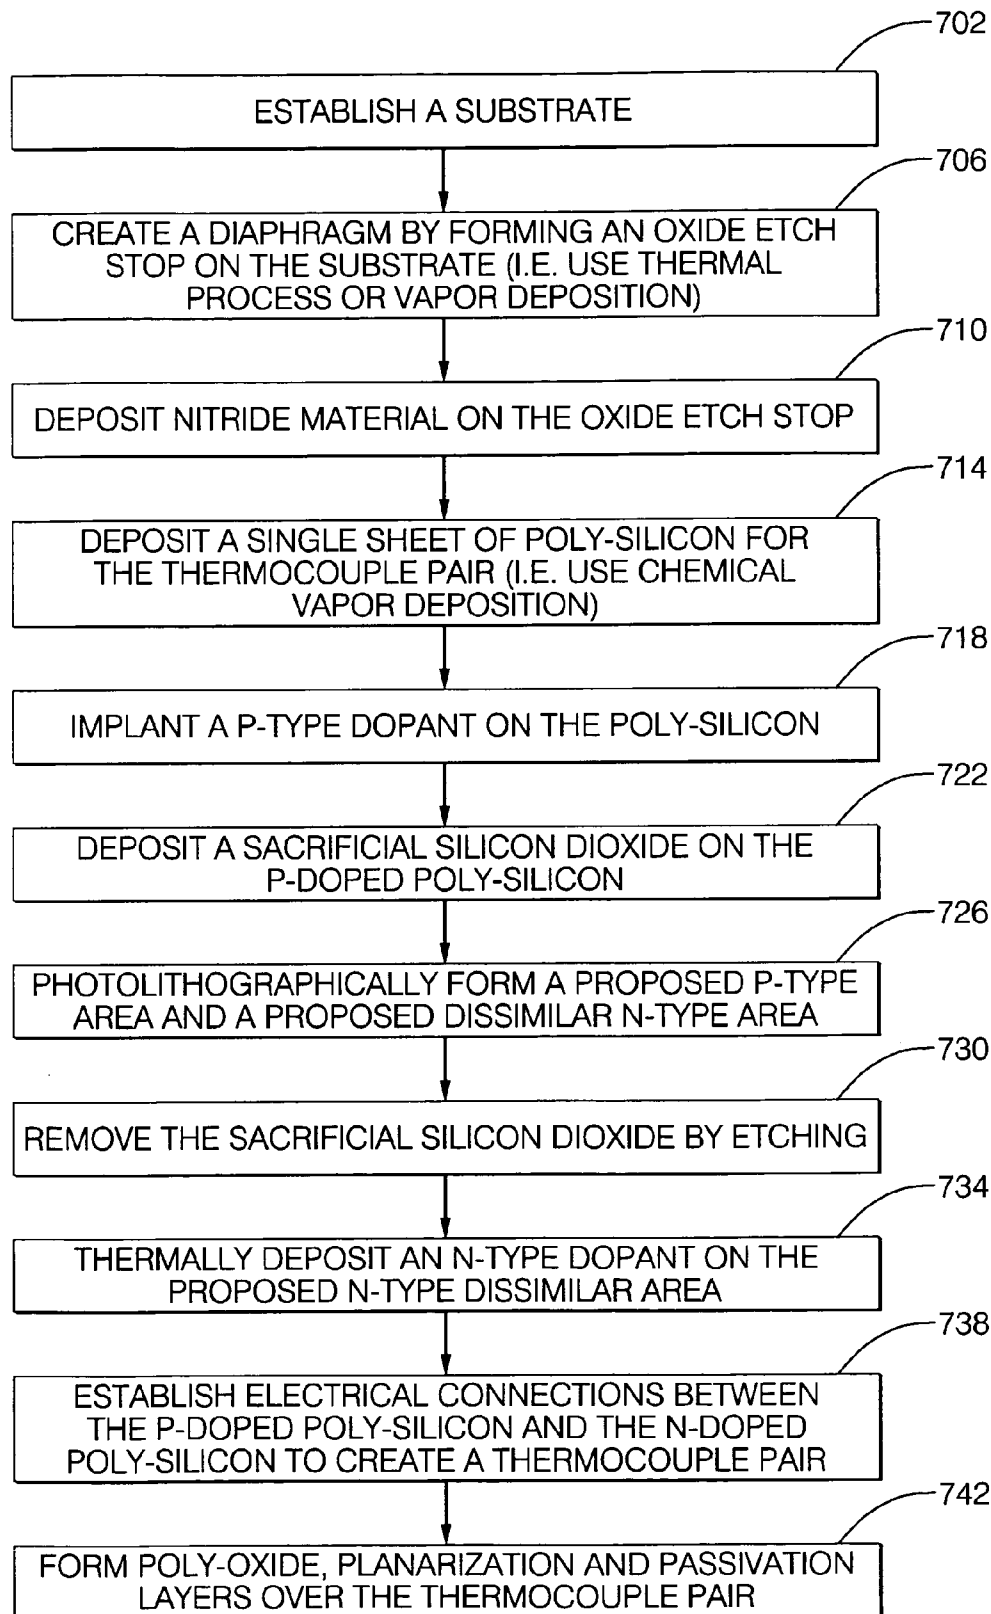 702
ESTABLISH A SUBSTRATE
706
CREATE A DIAPHRAGM BY FORMING AN OXIDE ETCH
STOP ON THE SUBSTRATE (I.E. USE THERMAL
PROCESS OR VAPOR DEPOSITION)
710
DEPOSIT NITRIDE MATERIAL ON THE OXIDE ETCH STOP
714
DEPOSIT A SINGLE SHEET OF POLY-SILICON FOR
THE THERMOCOUPLE PAIR (I.E. USE CHEMICAL
VAPOR DEPOSITION)
718
IMPLANT A P-TYPE DOPANT ON THE POLY-SILICON
722
DEPOSIT A SACRIFICIAL SILICON DIOXIDE ON THE
P-DOPED POLY-SILICON
726
PHOTOLITHOGRAPHICALLY FORM A PROPOSED P-TYPE
AREA AND A PROPOSED DISSIMILAR N-TYPE AREA
730
REMOVE THE SACRIFICIAL SILICON DIOXIDE BY ETCHING
734
THERMALLY DEPOSIT AN N-TYPE DOPANT ON THE
PROPOSED N-TYPE DISSIMILAR AREA
738
ESTABLISH ELECTRICAL CONNECTIONS BETWEEN
THE P-DOPED POLY-SILICON AND THE N-DOPED
POLY-SILICON TO CREATE A THERMOCOUPLE PAIR
742
FORM POLY-OXIDE, PLANARIZATION AND PASSIVATION
LAYERS OVER THE THERMOCOUPLE PAIR